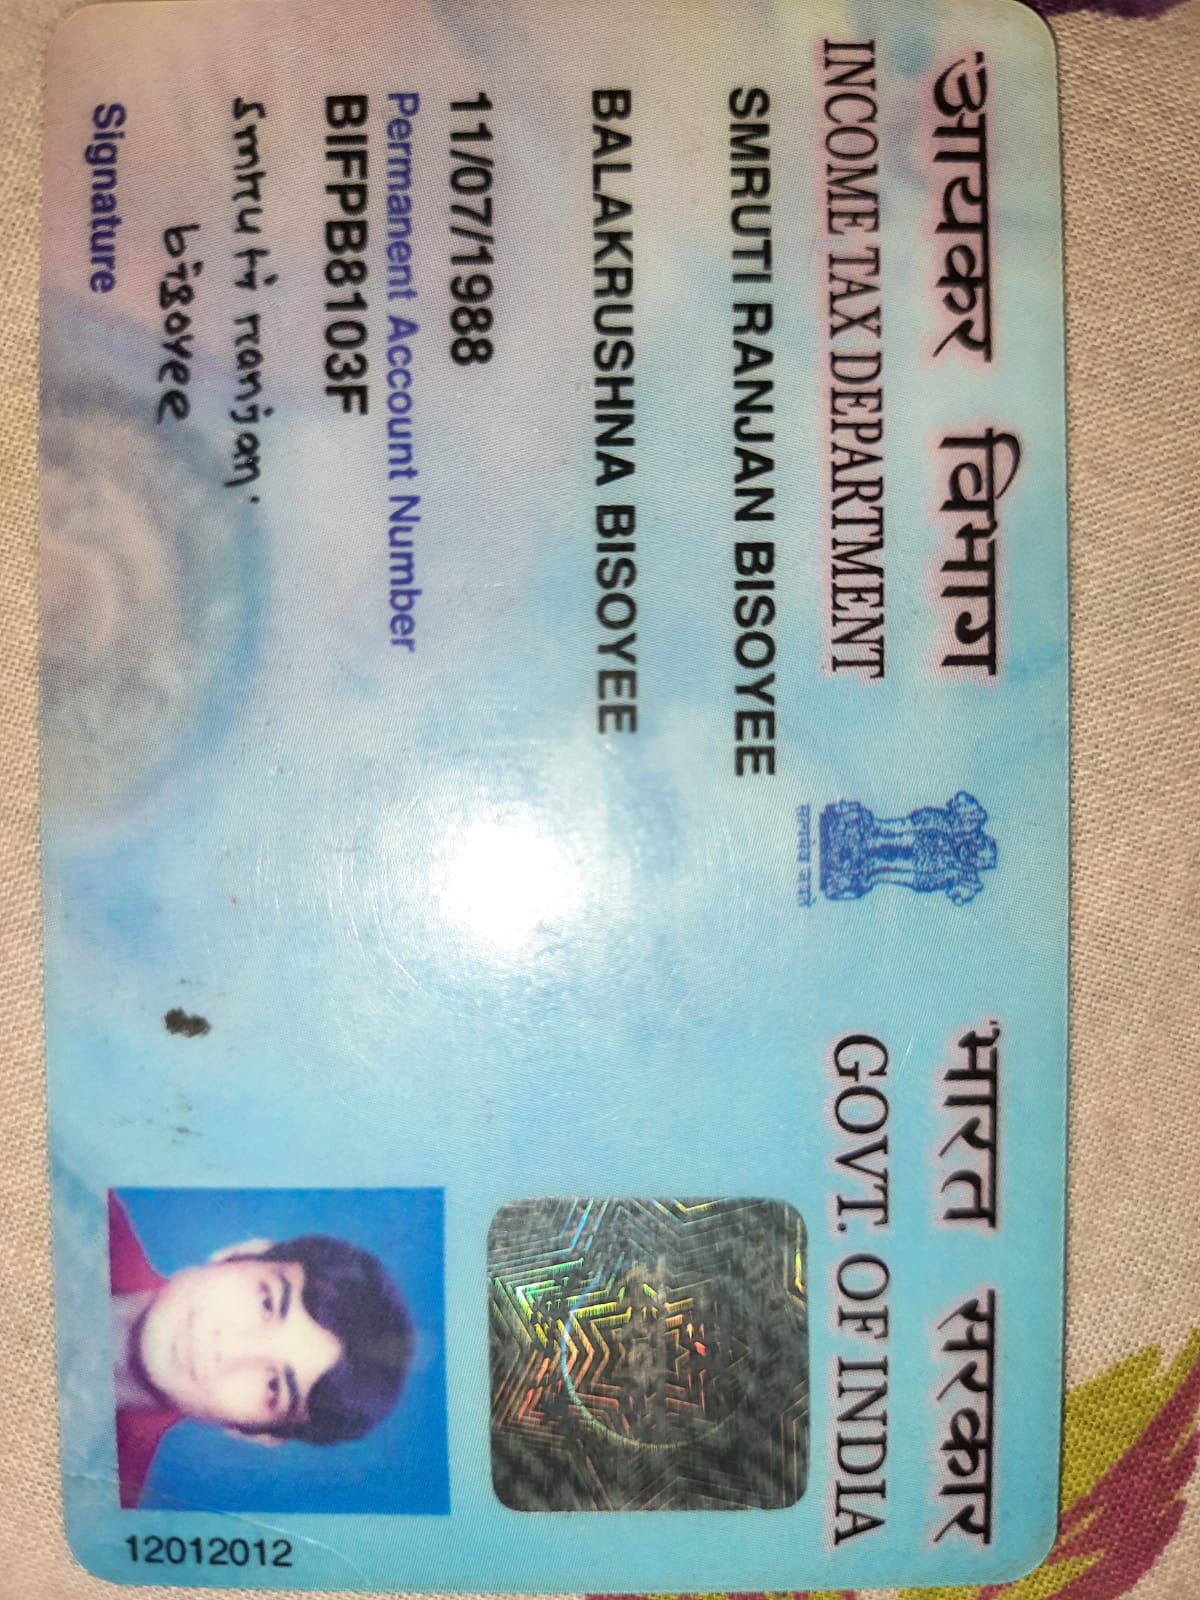 आयकर विभाग
INCOME TAX DEPARTMENT
भारत सरकार
GOVT. OF INDIA
सत्यमेव जयते
SMRUTI RANJAN BISOYEE
BALAKRUSHNA BISOYEE
11/07/1988
Permanent Account Number
BIFPB8103F
smruti ranjan.
bisoyee
Signature
12012012